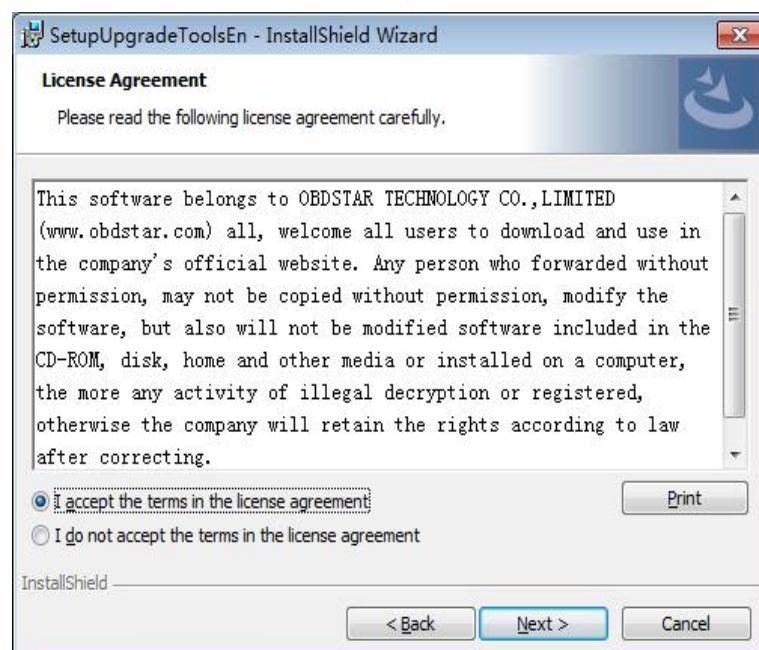 SetupUpgradeToolsEn - InstallShield Wizard
License Agreement
Please read the following license agreement carefully.
This software belongs to OBDSTAR TECHNOLOGY CO.,LIMITED
(www.obdstar.com) all, welcome all users to download and use in
the company's official website. Any person who forwarded without
permission, may not be copied without permission, modify the
software, but also will not be modified software included in the
CD-ROM, disk, home and other media or installed on a computer,
the more any activity of illegal decryption or registered,
otherwise the company will retain the rights according to law
after correcting.
I accept the terms in the license agreement
Print
I do not accept the terms in the license agreement
InstallShield
< Back
Next >
Cancel